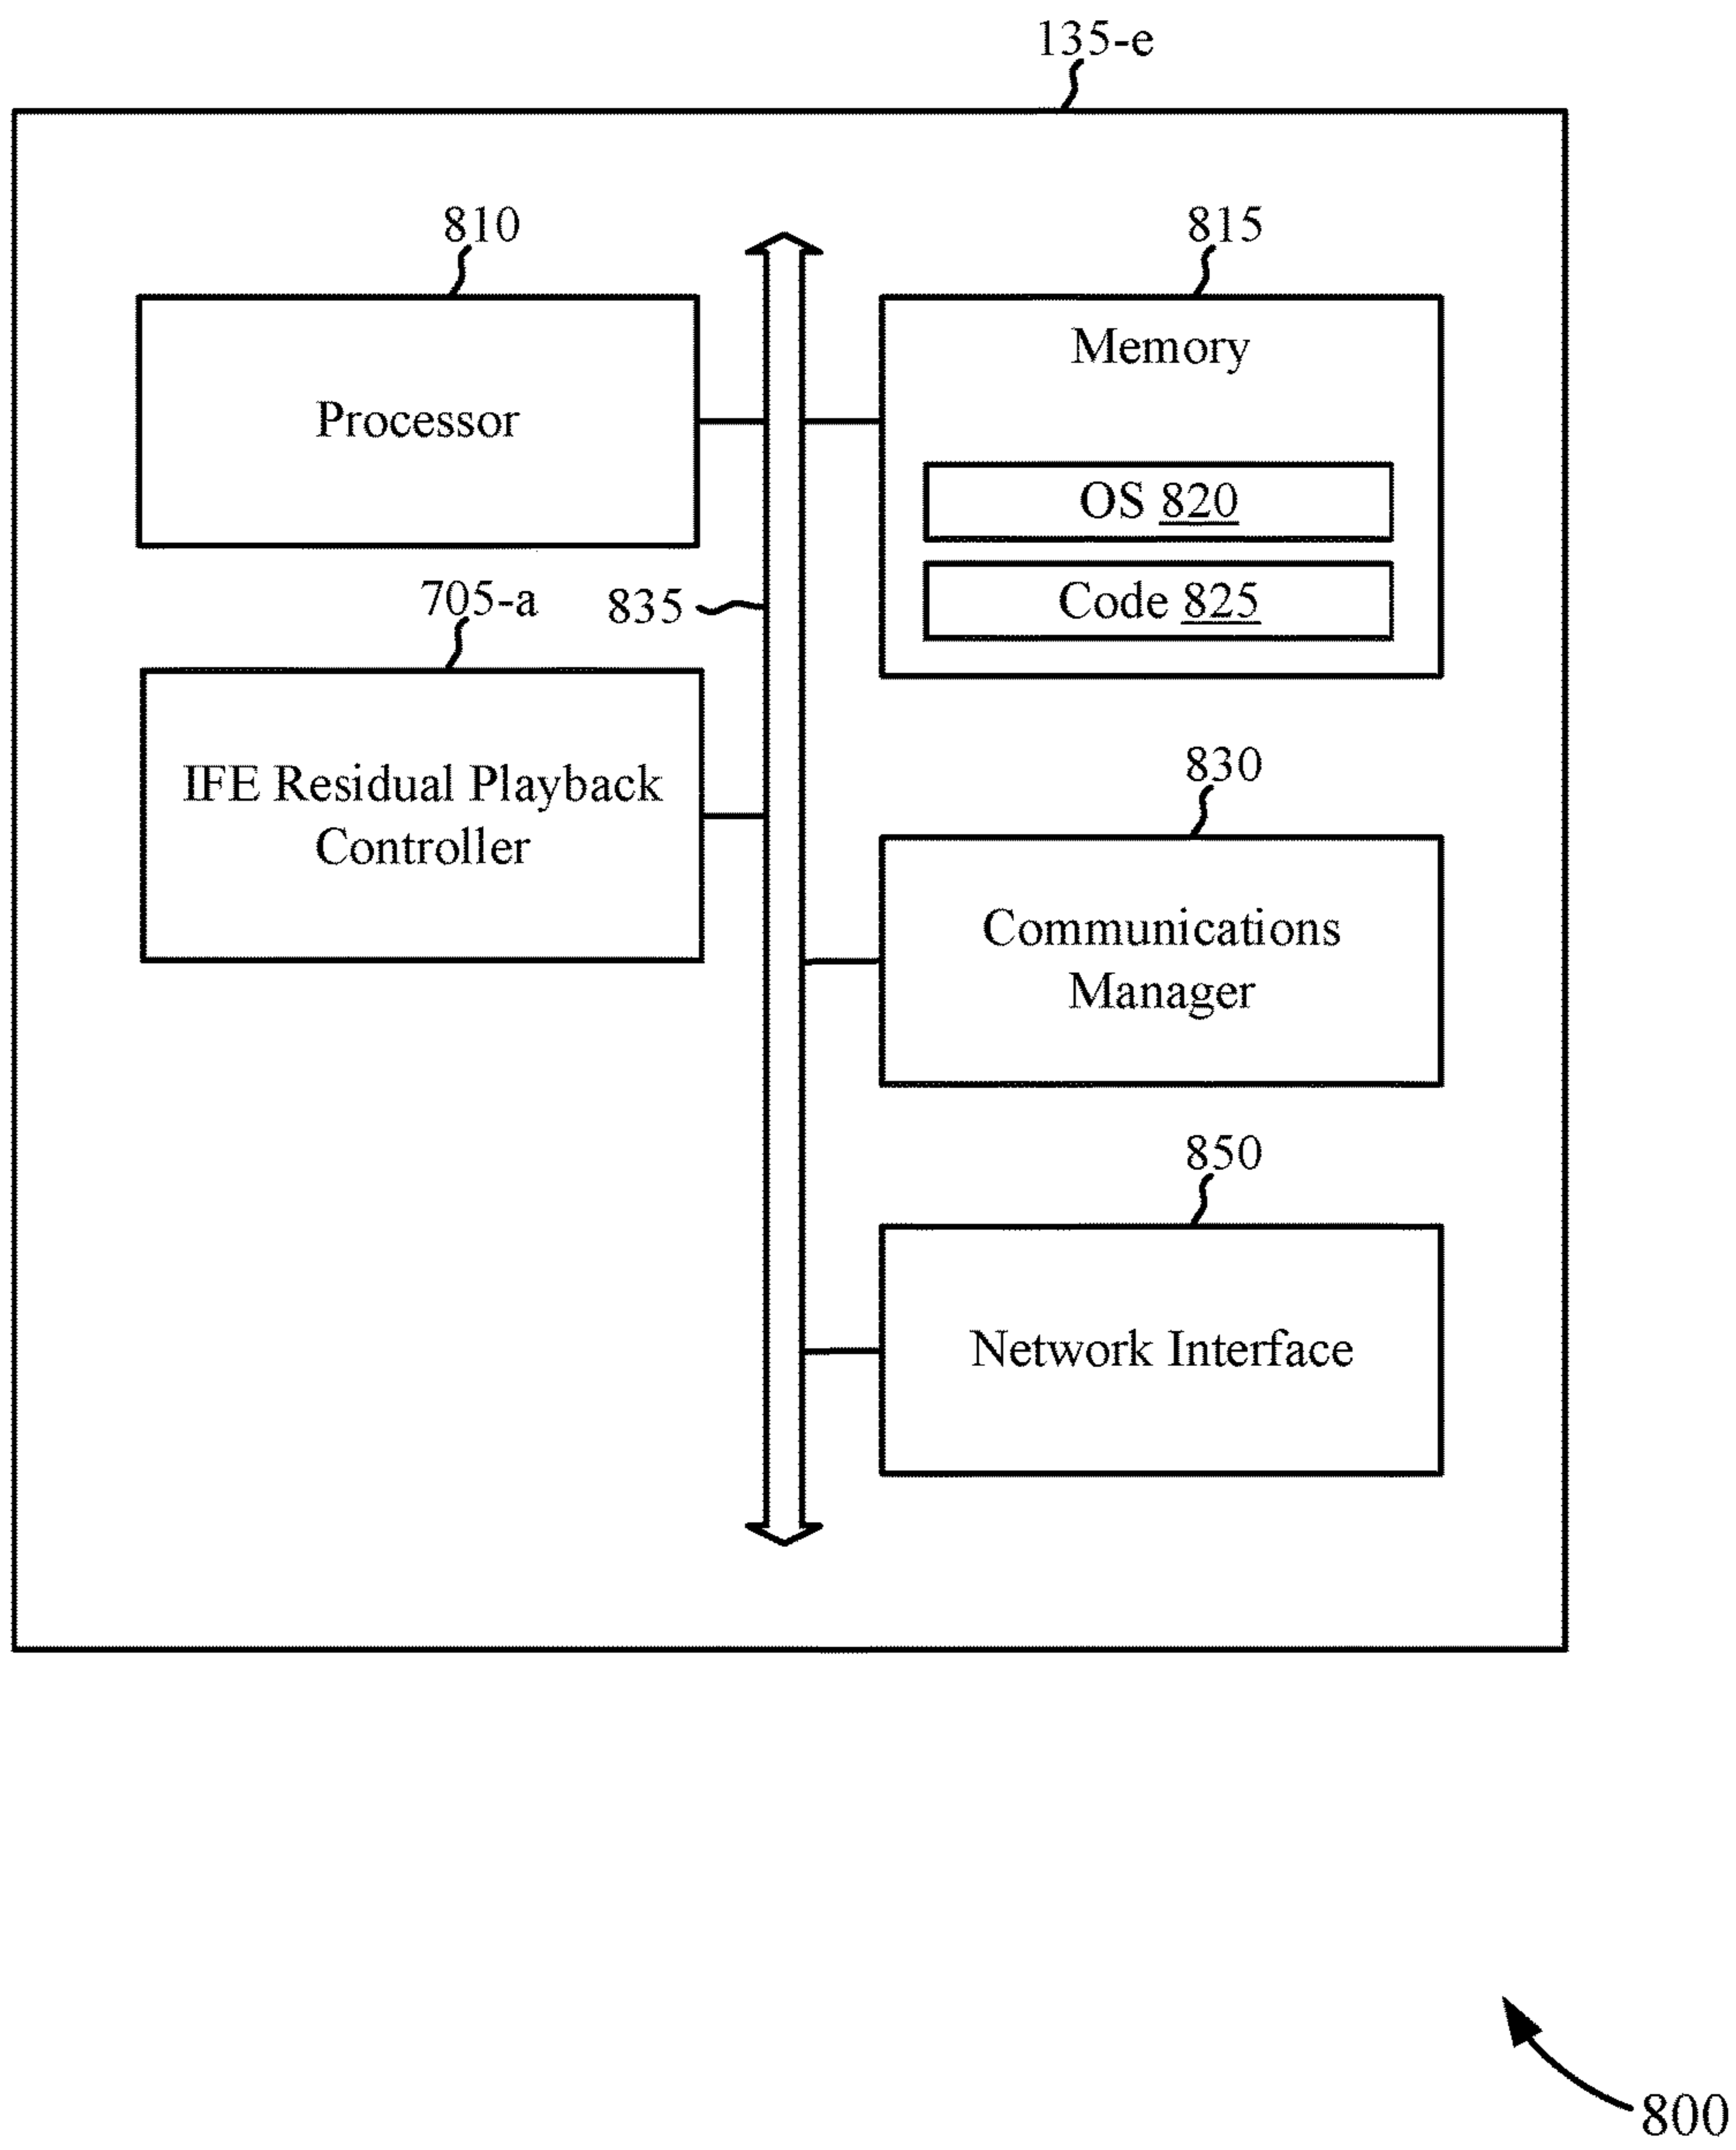 135-e
810
815
Processor
Memory
OS 820
Code 825
705-a
835
IFE Residual Playback
Controller
830
Communications
Manager
850
Network Interface
800